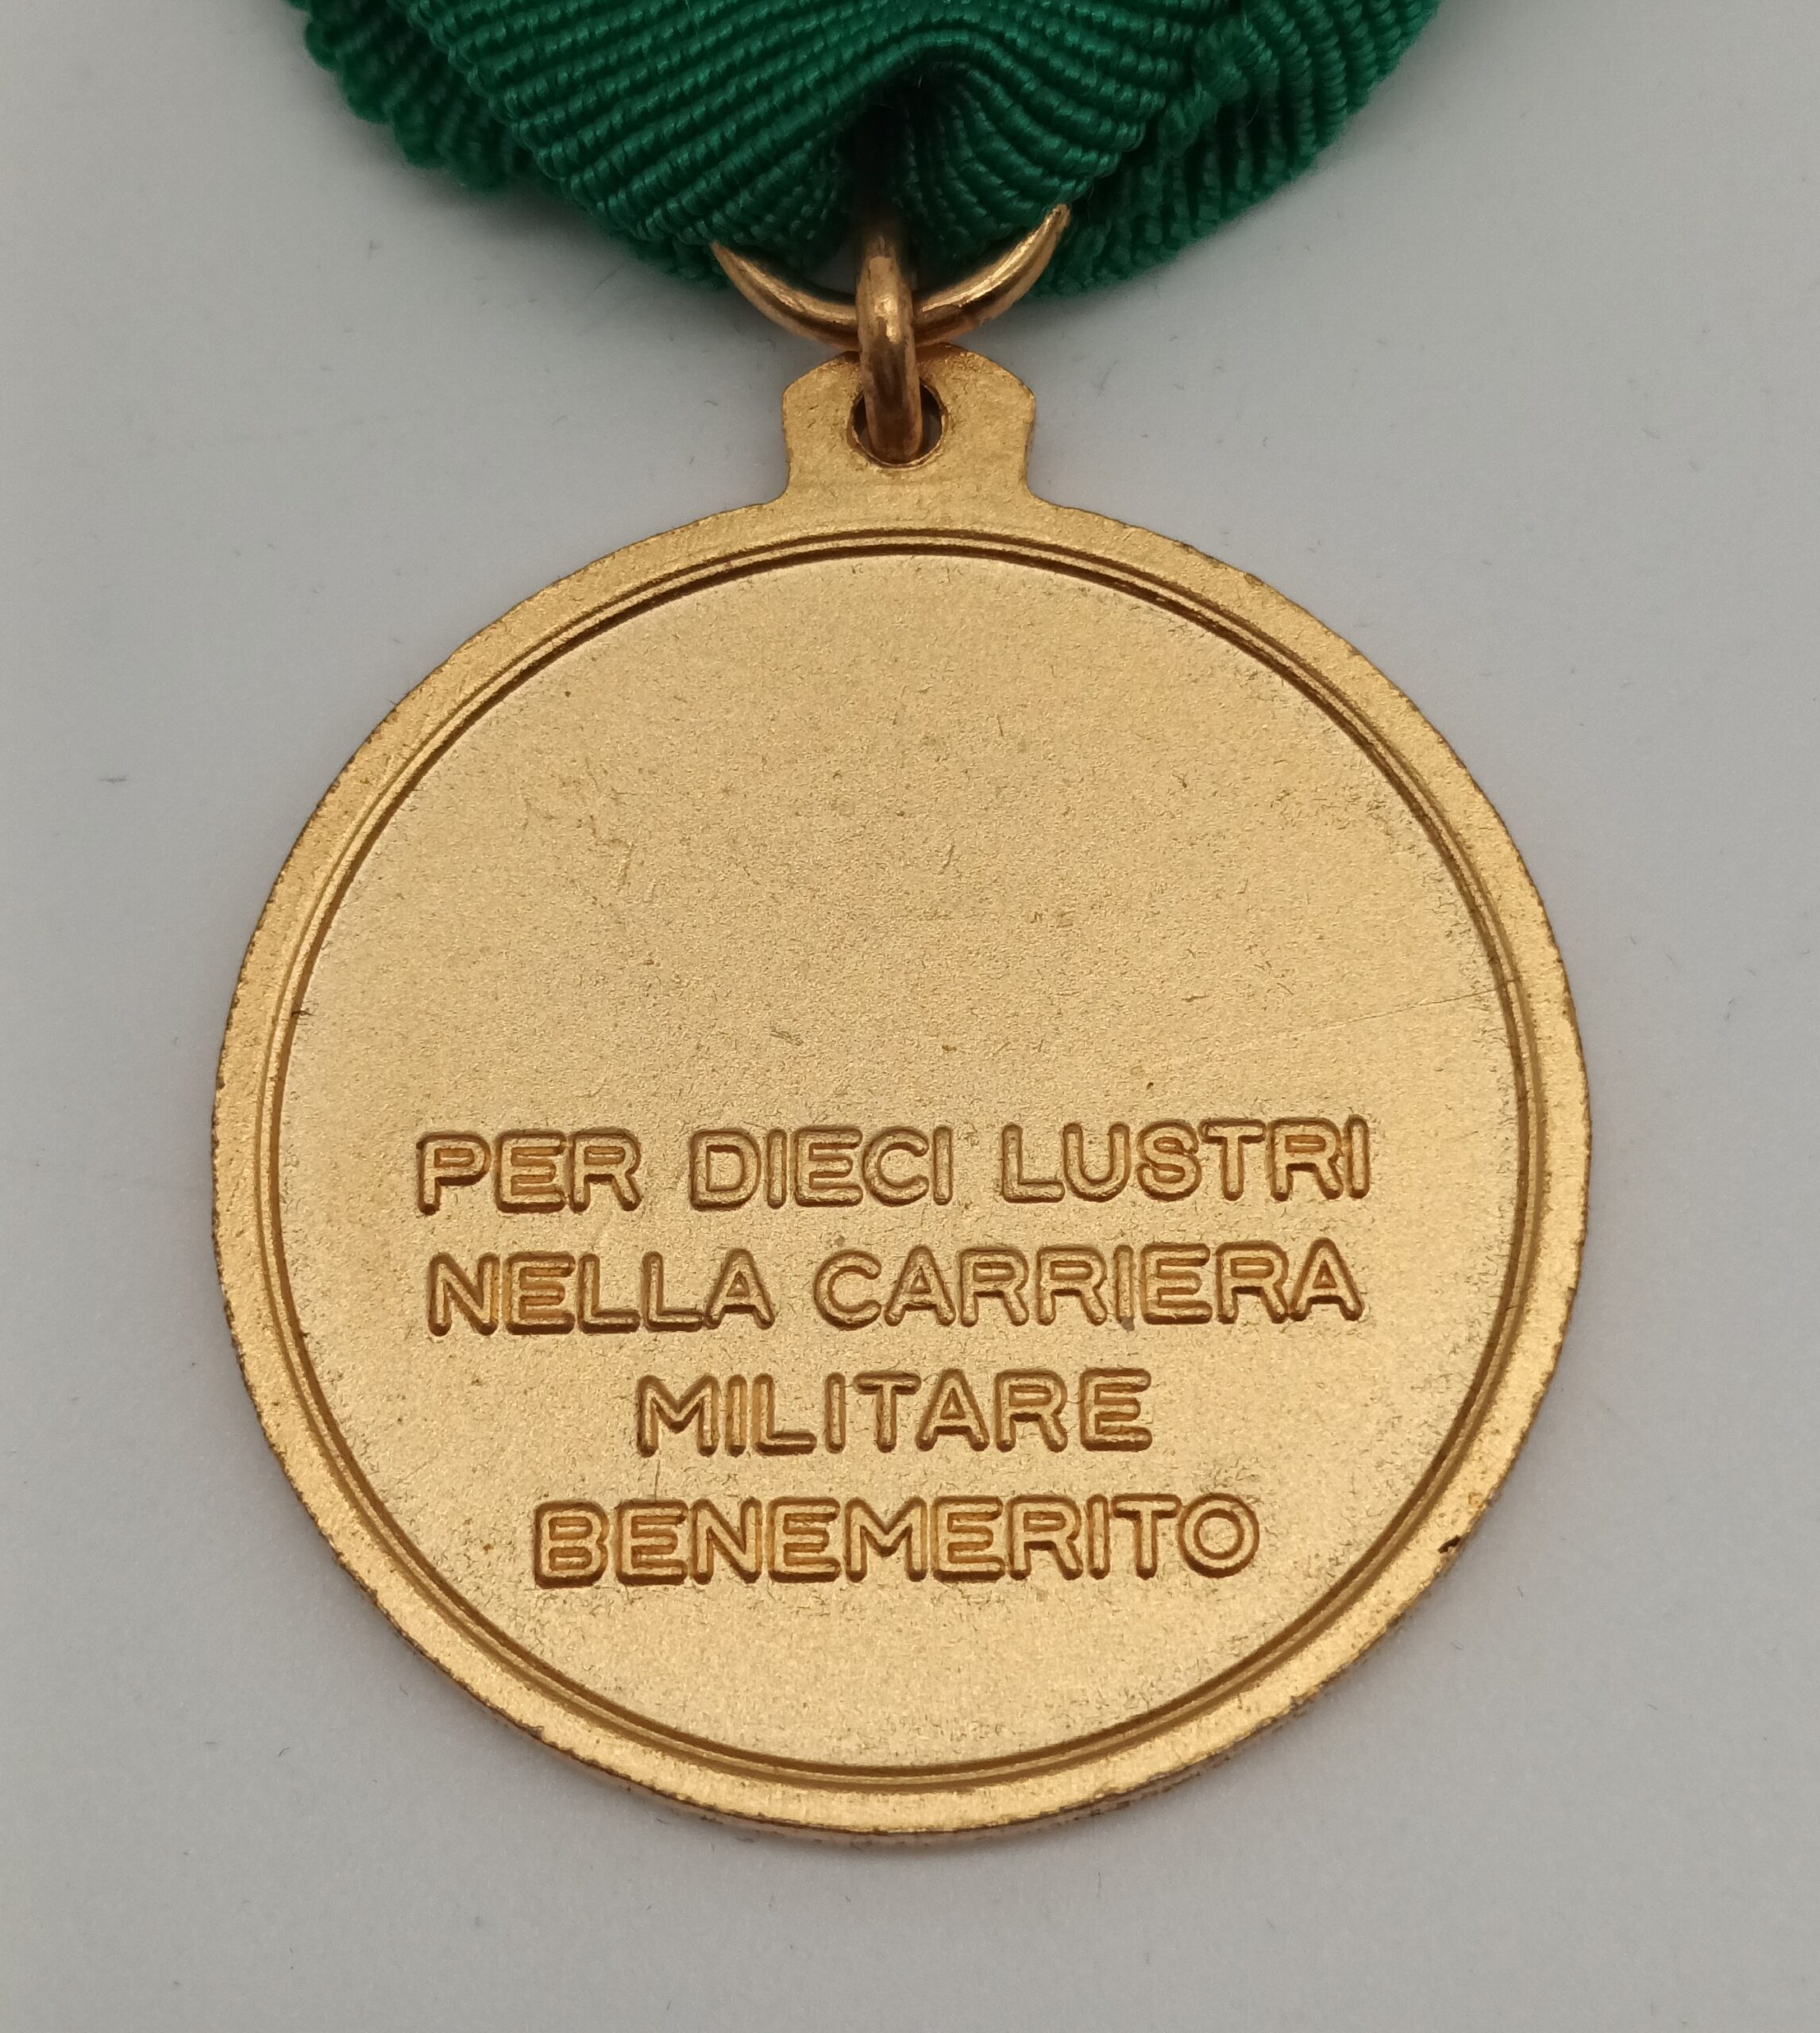 PER DIECI LUSTRI
NELLA CARRIERA
MILITARE
BENEMERITO